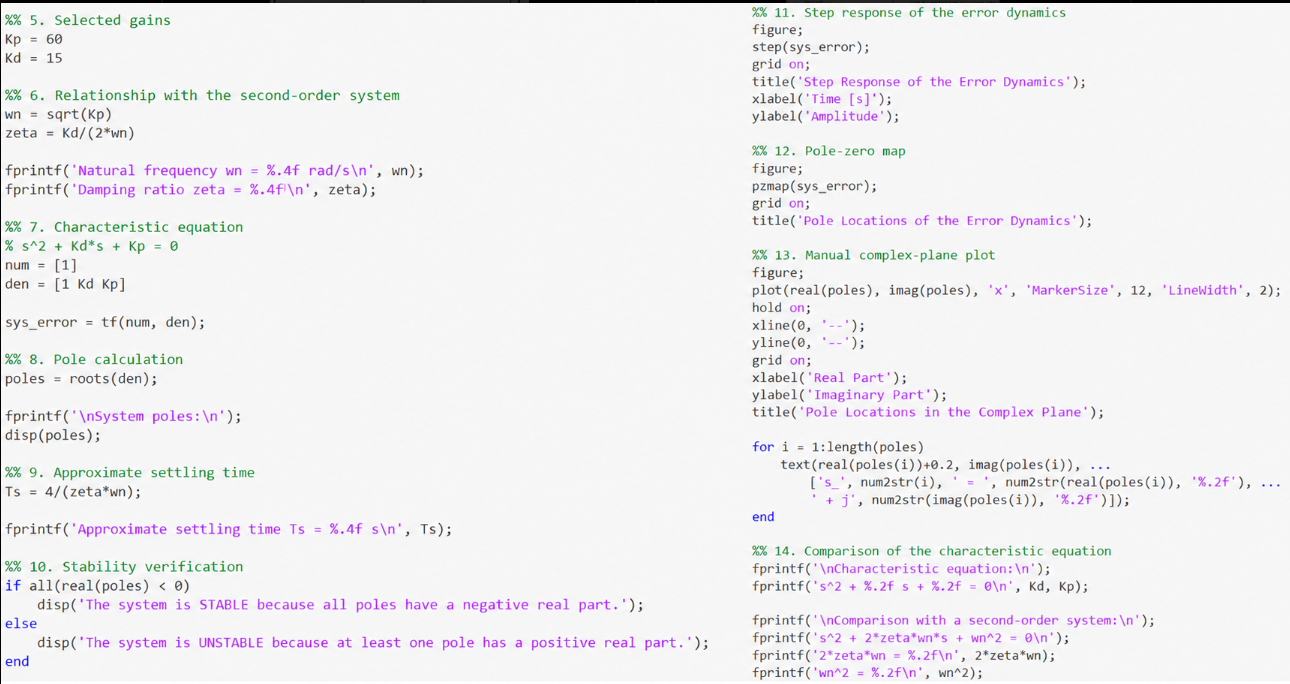 %% 5. Selected gains
Kp = 60
Kd = 15
%% 6. Relationship with the second-order system
wn = sqrt(Kp)
zeta = Kd/(2*wn)
fprintf('Natural frequency wn = %.4f rad/s\n', wn);
fprintf('Damping ratio zeta = %.4f\n', zeta);
%% 7. Characteristic equation
% s^2 + Kd*s + Kp = 0
num = [1]
den = [1 Kd Kp]
sys_error = tf(num, den);
%% 8. Pole calculation
poles = roots(den);
fprintf('\nSystem poles:\n');
disp(poles);
%% 9. Approximate settling time
Ts = 4/(zeta*wn);
fprintf('Approximate settling time Ts = %.4f s\n', Ts);
%% 10. Stability verification
if all(real(poles) < 0)
    disp('The system is STABLE because all poles have a negative real part.');
else
    disp('The system is UNSTABLE because at least one pole has a positive real part.');
end
%% 11. Step response of the error dynamics
figure;
step(sys_error);
grid on;
title('Step Response of the Error Dynamics');
xlabel('Time [s]');
ylabel('Amplitude');
%% 12. Pole-zero map
figure;
pzmap(sys_error);
grid on;
title('Pole Locations of the Error Dynamics');
%% 13. Manual complex-plane plot
figure;
plot(real(poles), imag(poles), 'x', 'MarkerSize', 12, 'LineWidth', 2);
hold on;
xline(0, '--');
yline(0, '--');
grid on;
xlabel('Real Part');
ylabel('Imaginary Part');
title('Pole Locations in the Complex Plane');
for i = 1:length(poles)
    text(real(poles(i))+0.2, imag(poles(i)), ...
        ['s_', num2str(i), ' = ', num2str(real(poles(i)), '%.2f'), ...
        ' + j', num2str(imag(poles(i)), '%.2f')]);
end
%% 14. Comparison of the characteristic equation
fprintf('\nCharacteristic equation:\n');
fprintf('s^2 + %.2f s + %.2f = 0\n', Kd, Kp);
fprintf('\nComparison with a second-order system:\n');
fprintf('s^2 + 2*zeta*wn*s + wn^2 = 0\n');
fprintf('2*zeta*wn = %.2f\n', 2*zeta*wn);
fprintf('wn^2 = %.2f\n', wn^2);